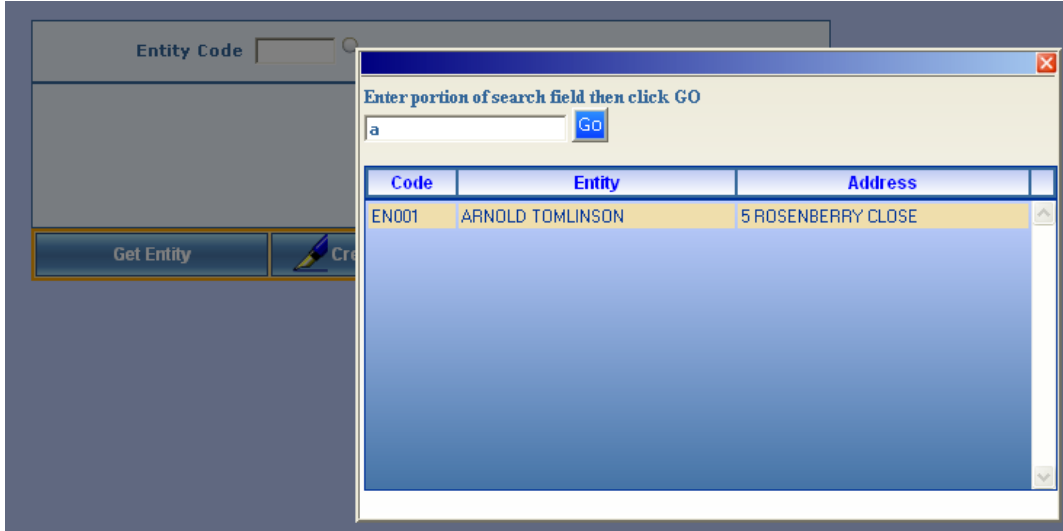 Entity Code
Enter portion of search field then click GO
a
Go
Code Entity Address
EN001 ARNOLD TOMLINSON 5 ROSENBERRY CLOSE
Get Entity
Cre